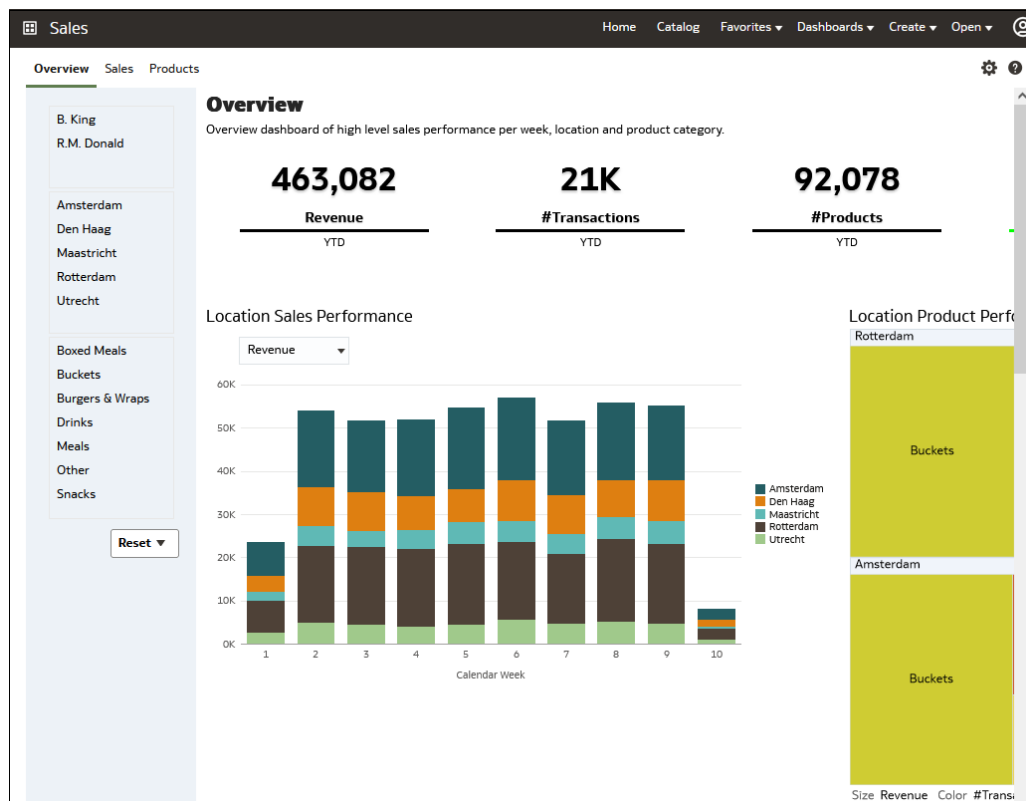 Sales
Home Catalog Favorites Dashboards Create Open
Overview Sales Products
B. King
R.M. Donald
Amsterdam
Den Haag
Maastricht
Rotterdam
Utrecht
Boxed Meals
Buckets
Burgers & Wraps
Drinks
Meals
Other
Snacks
Reset
Overview
Overview dashboard of high level sales performance per week, location and product category.
463,082
Revenue
YTD
21K
#Transactions
YTD
92,078
#Products
YTD
Location Sales Performance
Revenue
60K
50K
40K
30K
20K
10K
0K
1 2 3 4 5 6 7 8 9 10
Calendar Week
Amsterdam
Den Haag
Maastricht
Rotterdam
Utrecht
Location Product
Rotterdam
Buckets
Amsterdam
Buckets
Size Revenue Color